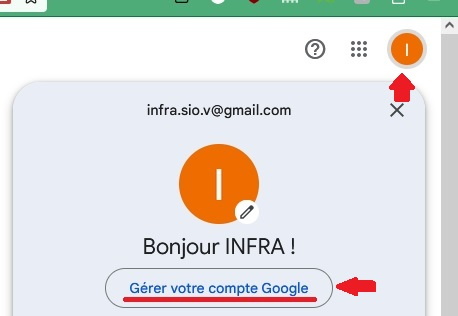 I
infra.sio.v@gmail.com
I
Bonjour INFRA !
Gérer votre compte Google